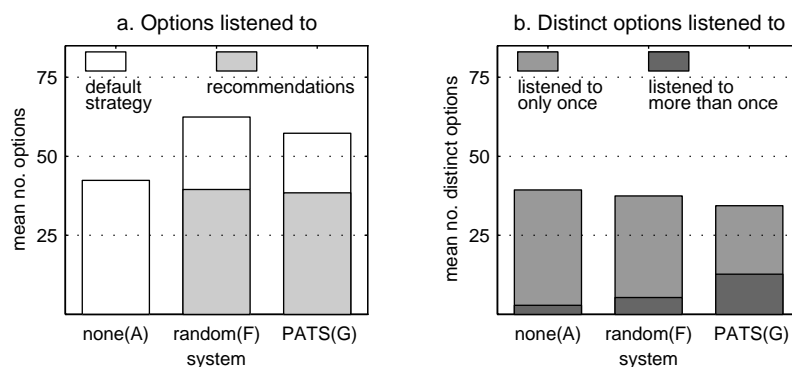 a. Options listened to
75
50
25
mean no. options
default
strategy
recommendations
none(A)
random(F)
PATS(G)
system
b. Distinct options listened to
75
50
25
mean no. distinct options
listened to
only once
listened to
more than once
none(A)
random(F)
PATS(G)
system